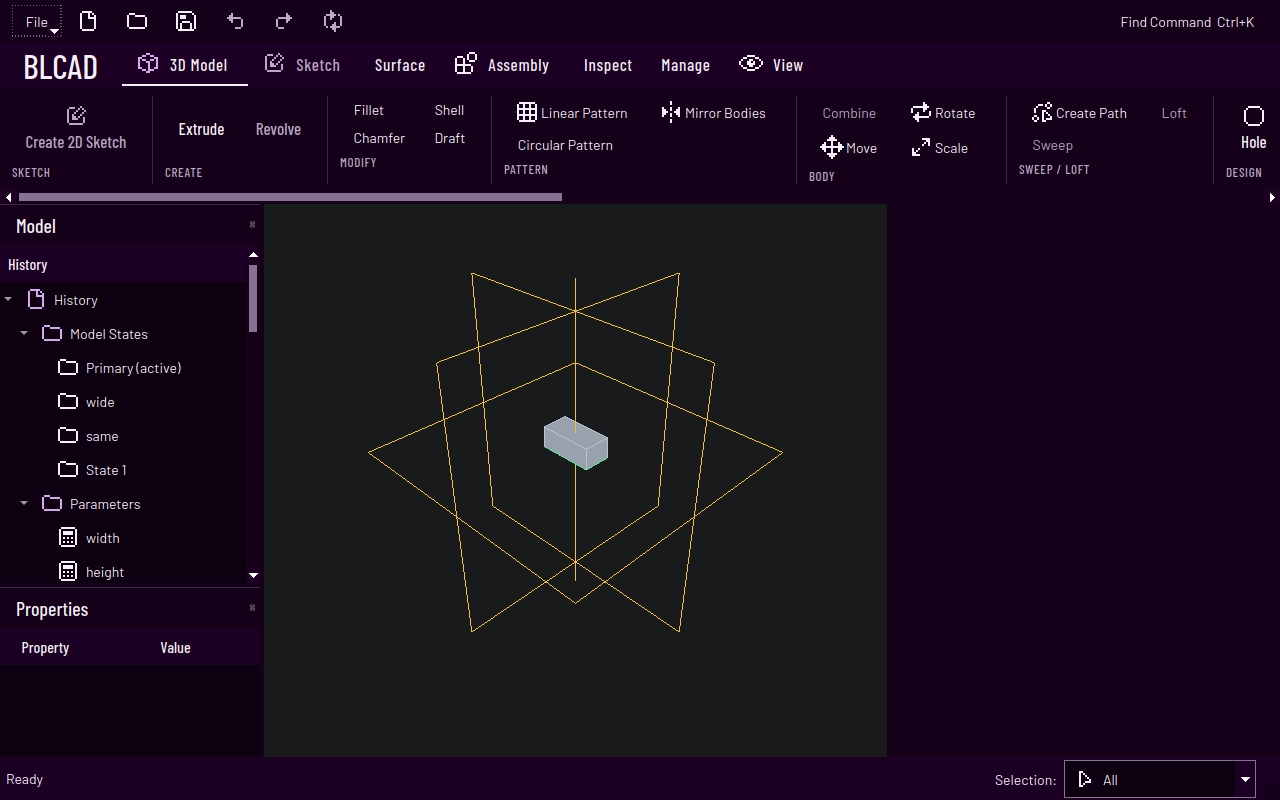 File
Find Command Ctrl+K
BLCAD
3D Model
Sketch
Surface
Assembly
Inspect
Manage
View
Create 2D Sketch
SKETCH
Extrude
Revolve
CREATE
Fillet
Shell
Chamfer
Draft
MODIFY
Linear Pattern
Mirror Bodies
Circular Pattern
PATTERN
Combine
Rotate
Move
Scale
BODY
Create Path
Loft
Sweep
SWEEP / LOFT
Hole
DESIGN
Model
History
History
Model States
Primary (active)
wide
same
State 1
Parameters
width
height
Properties
Property Value
Ready
Selection: All